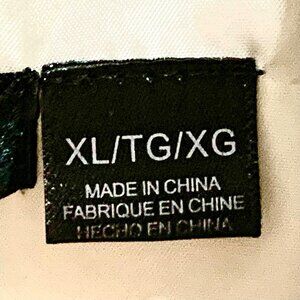 XL/TG/XG
MADE IN CHINA
FABRIQUE EN CHINE
HECHO EN CHINA